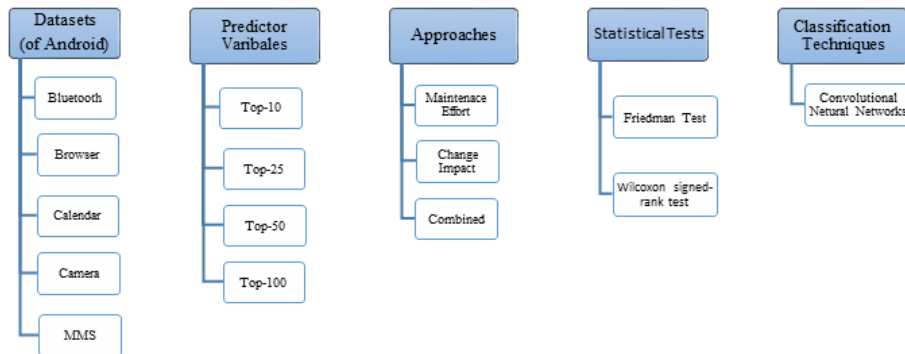 Datasets
(of Android)
Bluetooth
Browser
Calendar
Camera
MMS
Predictor
Varibales
Top-10
Top-25
Top-50
Top-100
Approaches
Maintenace
Effort
Change
Impact
Combined
Statistical Tests
Friedman Test
Wilcoxon signed-
rank test
Classification
Techniques
Convolutional
Netural Networks